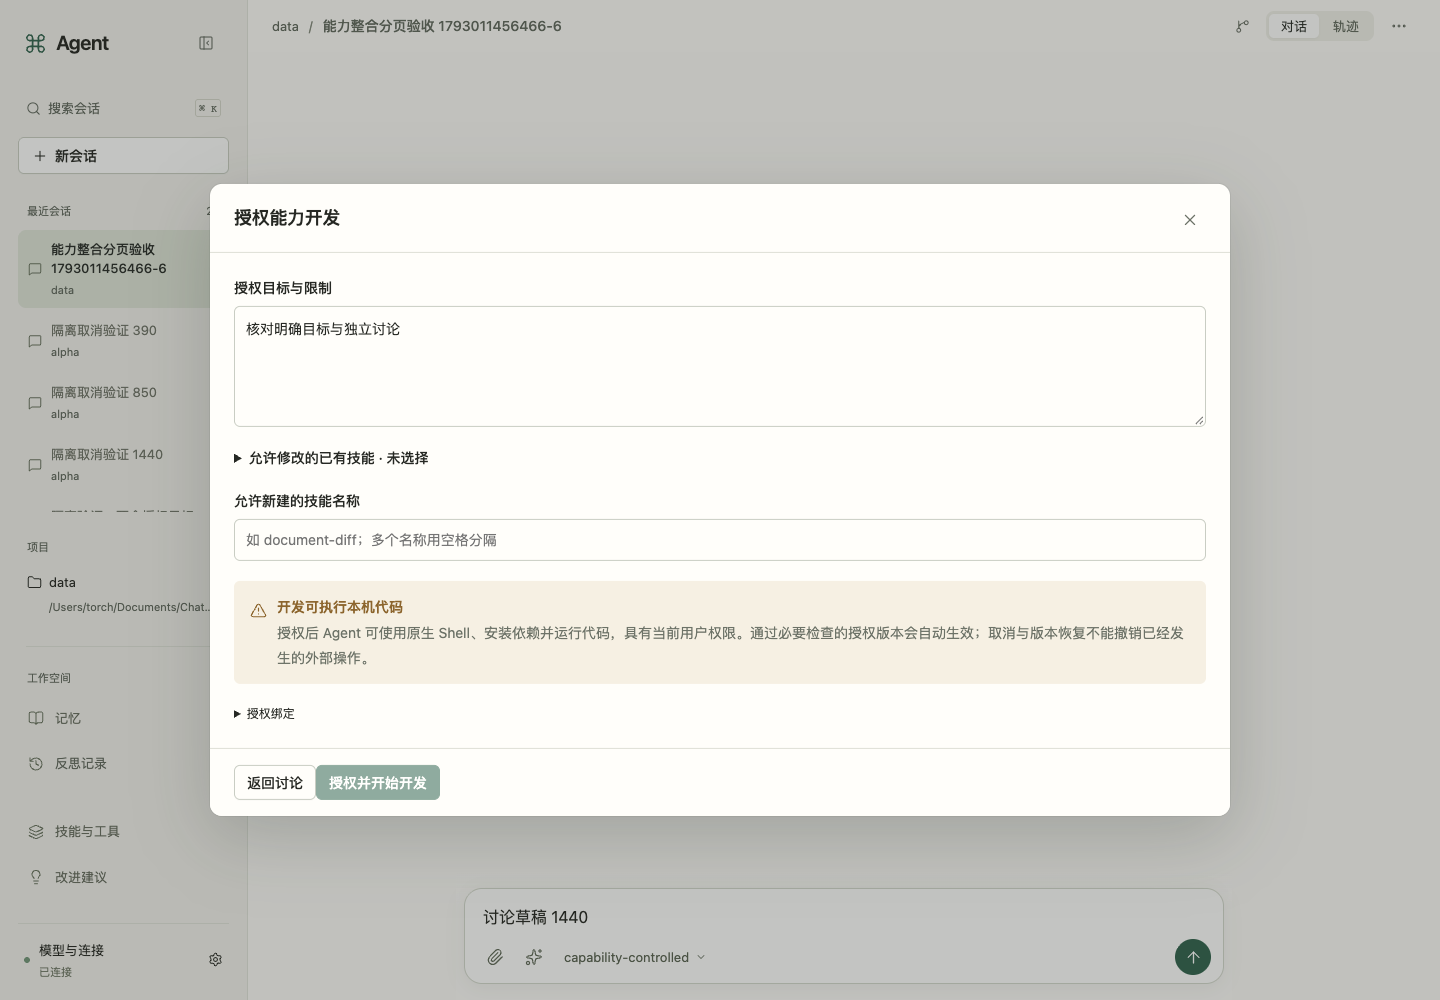 Agent
搜索会话
⌘ K
新会话
最近会话
能力整合分页验收
1793011456466-6
data
隔离取消验证 390
alpha
隔离取消验证 850
alpha
隔离取消验证 1440
alpha
项目
data
/Users/torch/Documents/Chat...
工作空间
记忆
反思记录
技能与工具
改进建议
模型与连接
已连接
data / 能力整合分页验收 1793011456466-6
对话
轨迹
授权能力开发
授权目标与限制
核对明确目标与独立讨论
允许修改的已有技能 · 未选择
允许新建的技能名称
如 document-diff；多个名称用空格分隔
开发可执行本机代码
授权后 Agent 可使用原生 Shell、安装依赖并运行代码，具有当前用户权限。通过必要检查的授权版本会自动生效；取消与版本恢复不能撤销已经发
生的外部操作。
授权绑定
返回讨论
授权并开始开发
讨论草稿 1440
capability-controlled